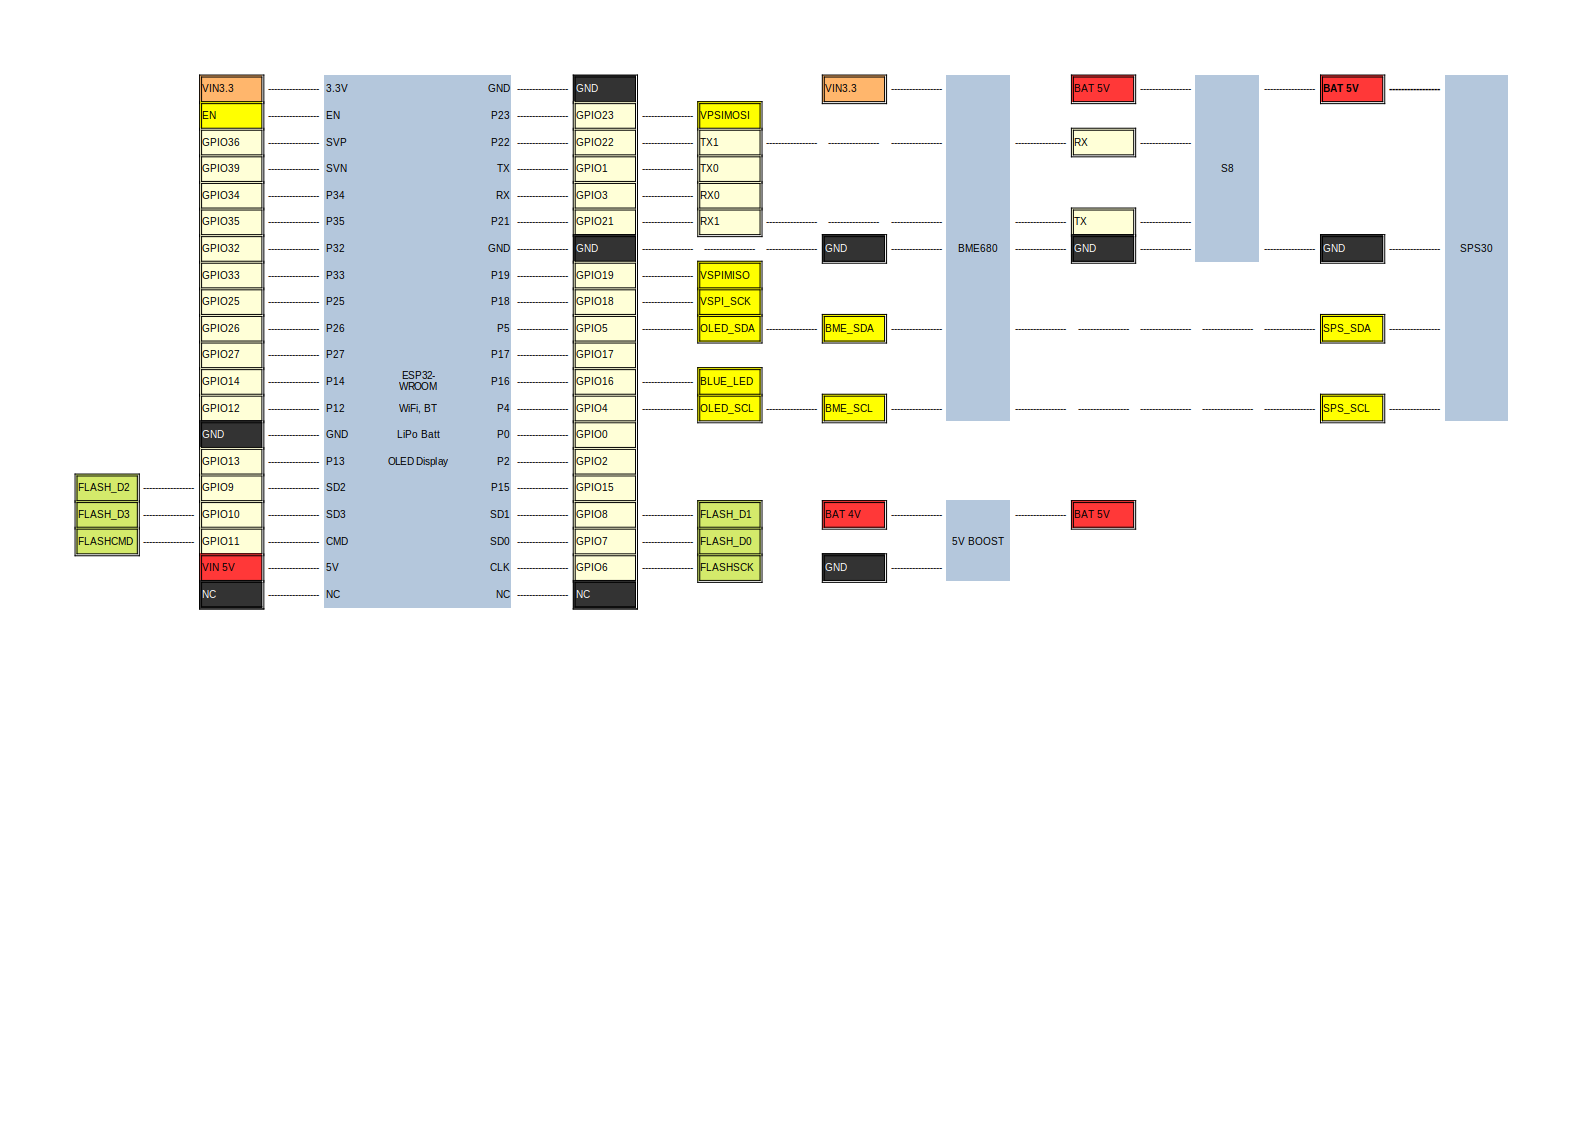 VIN3.3 ---------------- 3.3V GND ---------------- GND VIN3.3 ---------------- BAT 5V ---------------- ---------------- BAT 5V ----------------
EN ---------------- EN P23 ---------------- GPIO23 ---------------- VPSIMOSI
GPIO36 ---------------- SVP P22 ---------------- GPIO22 ---------------- TX1 ---------------- ---------------- ---------------- ---------------- RX ----------------
GPIO39 ---------------- SVN TX ---------------- GPIO1 ---------------- TX0 S8
GPIO34 ---------------- P34 RX ---------------- GPIO3 ---------------- RX0
GPIO35 ---------------- P35 P21 ---------------- GPIO21 ---------------- RX1 ---------------- ---------------- ---------------- ---------------- TX ----------------
GPIO32 ---------------- P32 GND ---------------- GND ---------------- ---------------- ---------------- GND ---------------- BME680 ---------------- GND ---------------- ---------------- GND ---------------- SPS30
GPIO33 ---------------- P33 P19 ---------------- GPIO19 ---------------- VSPIMISO
GPIO25 ---------------- P25 P18 ---------------- GPIO18 ---------------- VSPI_SCK
GPIO26 ---------------- P26 P5 ---------------- GPIO5 ---------------- OLED_SDA ---------------- BME_SDA ---------------- ---------------- ---------------- ---------------- ---------------- ---------------- SPS_SDA ----------------
GPIO27 ---------------- P27 P17 ---------------- GPIO17
GPIO14 ---------------- P14 ESP32-WROOM P16 ---------------- GPIO16 ---------------- BLUE_LED
GPIO12 ---------------- P12 WiFi, BT P4 ---------------- GPIO4 ---------------- OLED_SCL ---------------- BME_SCL ---------------- ---------------- ---------------- ---------------- ---------------- ---------------- SPS_SCL ----------------
GND ---------------- GND LiPo Batt P0 ---------------- GPIO0
GPIO13 ---------------- P13 OLED Display P2 ---------------- GPIO2
FLASH_D2 ---------------- GPIO9 ---------------- SD2 P15 ---------------- GPIO15
FLASH_D3 ---------------- GPIO10 ---------------- SD3 SD1 ---------------- GPIO8 ---------------- FLASH_D1 BAT 4V ---------------- ---------------- BAT 5V
FLASHCMD ---------------- GPIO11 ---------------- CMD SD0 ---------------- GPIO7 ---------------- FLASH_D0 5V BOOST
VIN 5V ---------------- 5V CLK ---------------- GPIO6 ---------------- FLASHSCK GND ----------------
NC ---------------- NC NC ---------------- NC